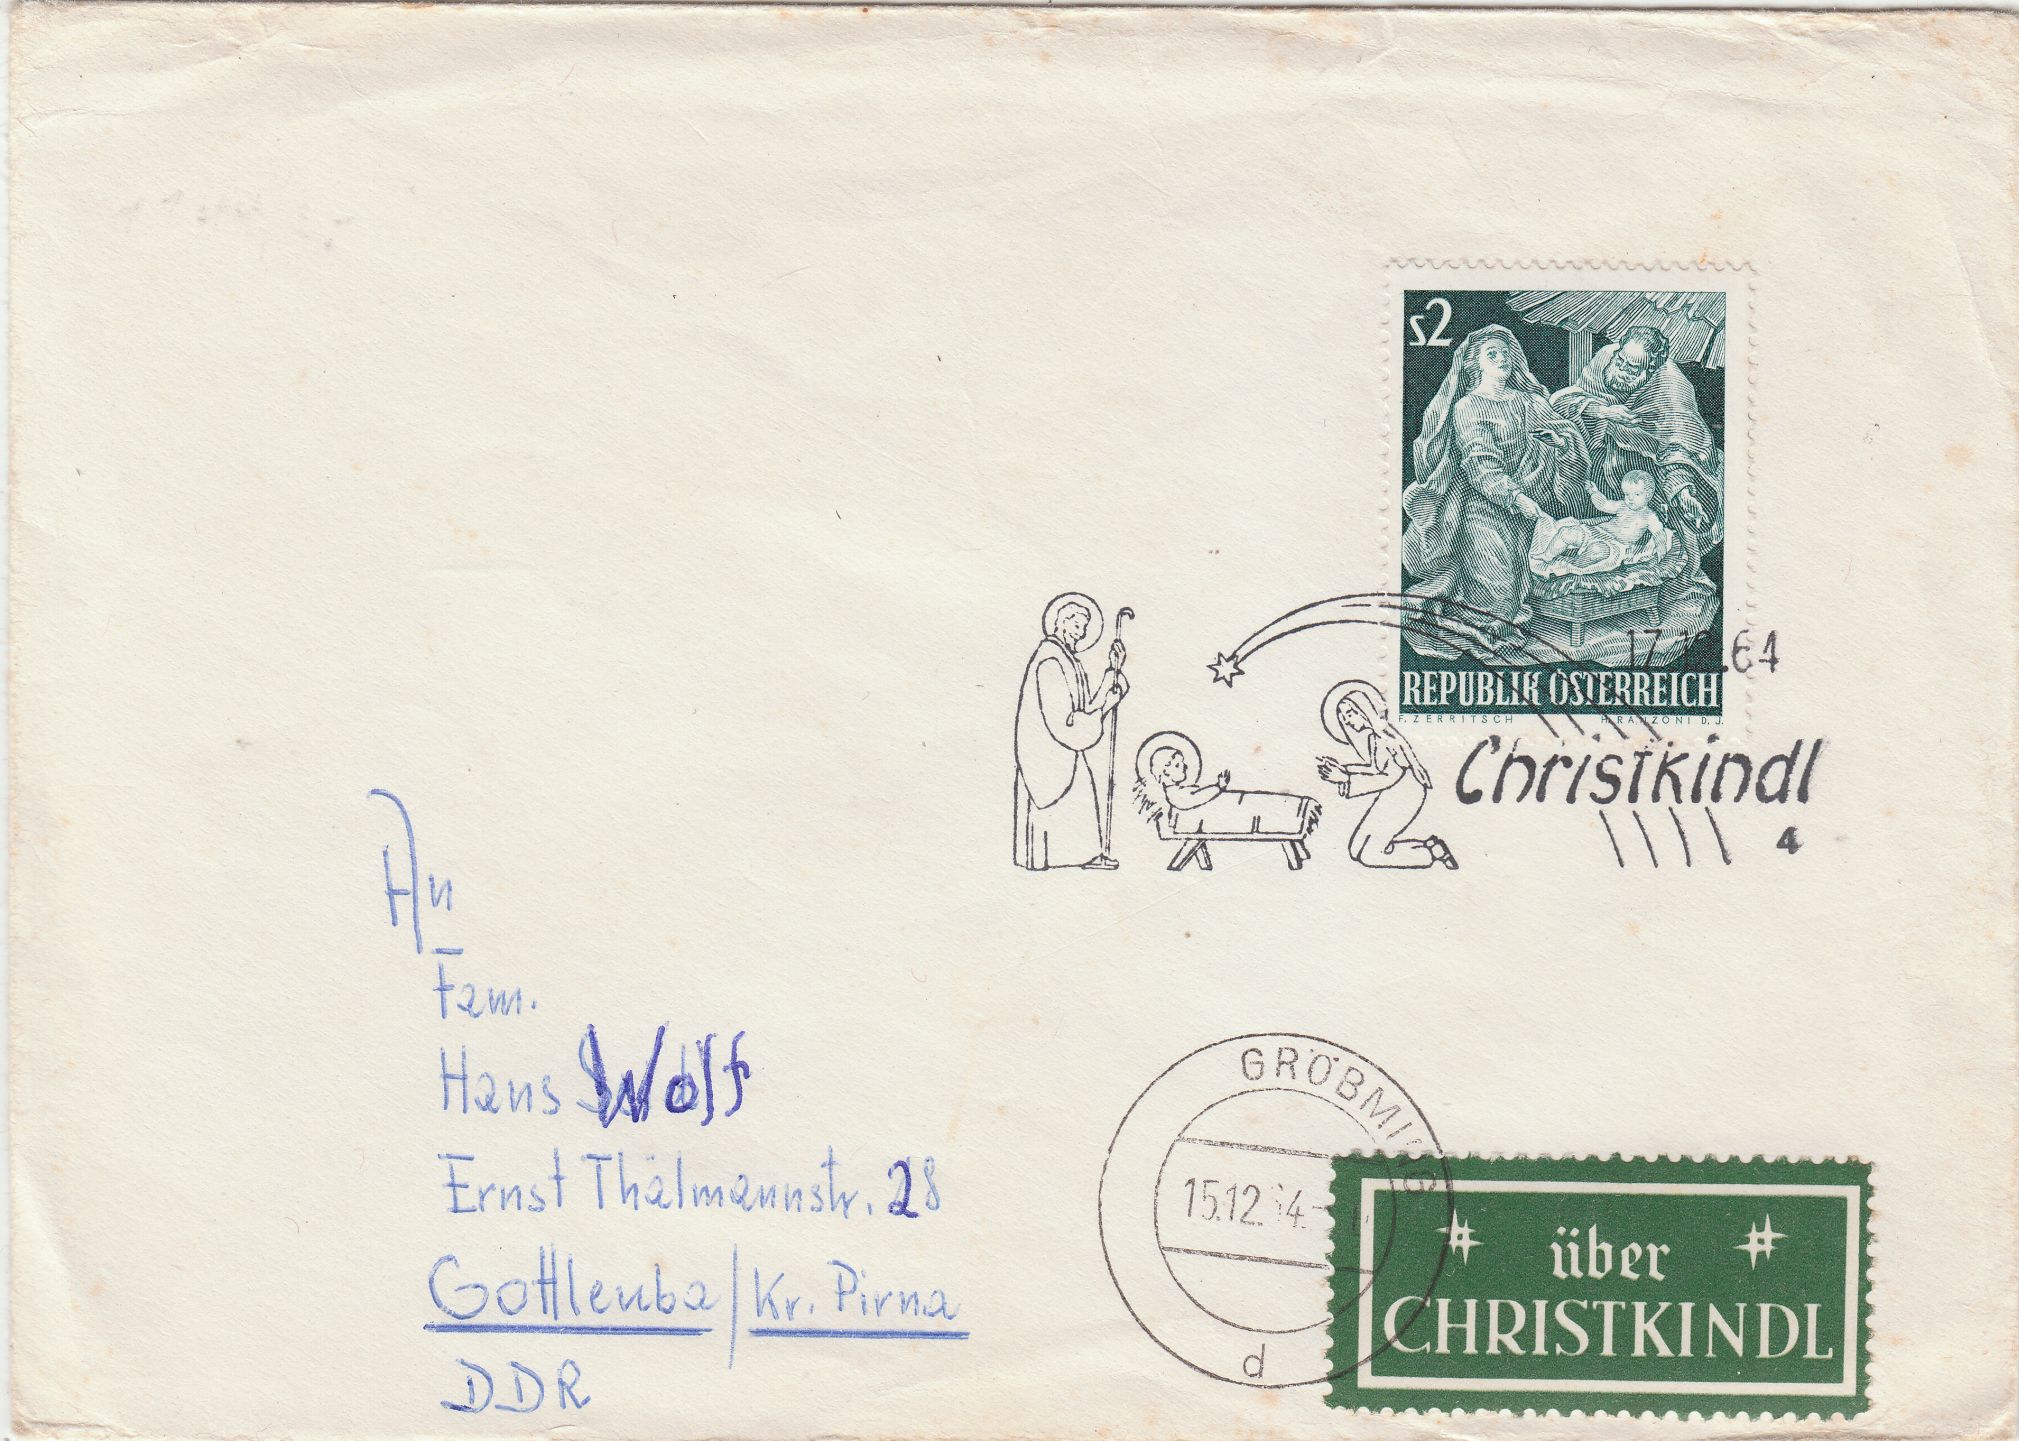 s2
REPUBLIK ÖSTERREICH
F. ZERRITSCH H. RANZONI D. J.
17.12.64
Christkindl
4
An
Fam.
Hans Wolf
Ernst Thälmannstr. 28
Gottleuba / Kr. Pirna
DDR
GRÖBMING
15.12.64
d
über
CHRISTKINDL